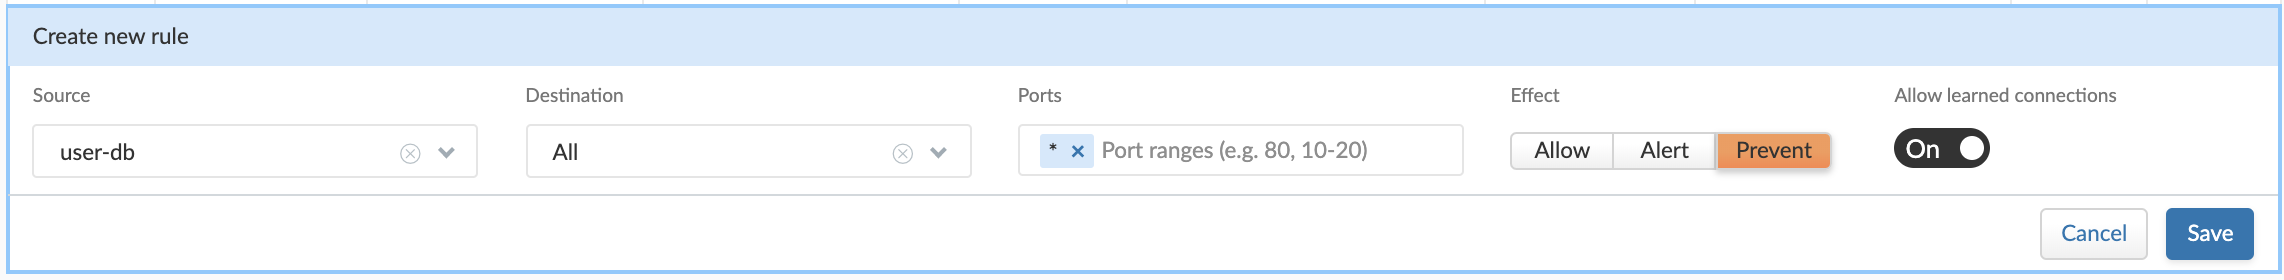 Create new rule
Source Destination Ports Effect Allow learned connections
user-db All * × Port ranges (e.g. 80, 10-20) Allow Alert Prevent On
Cancel Save